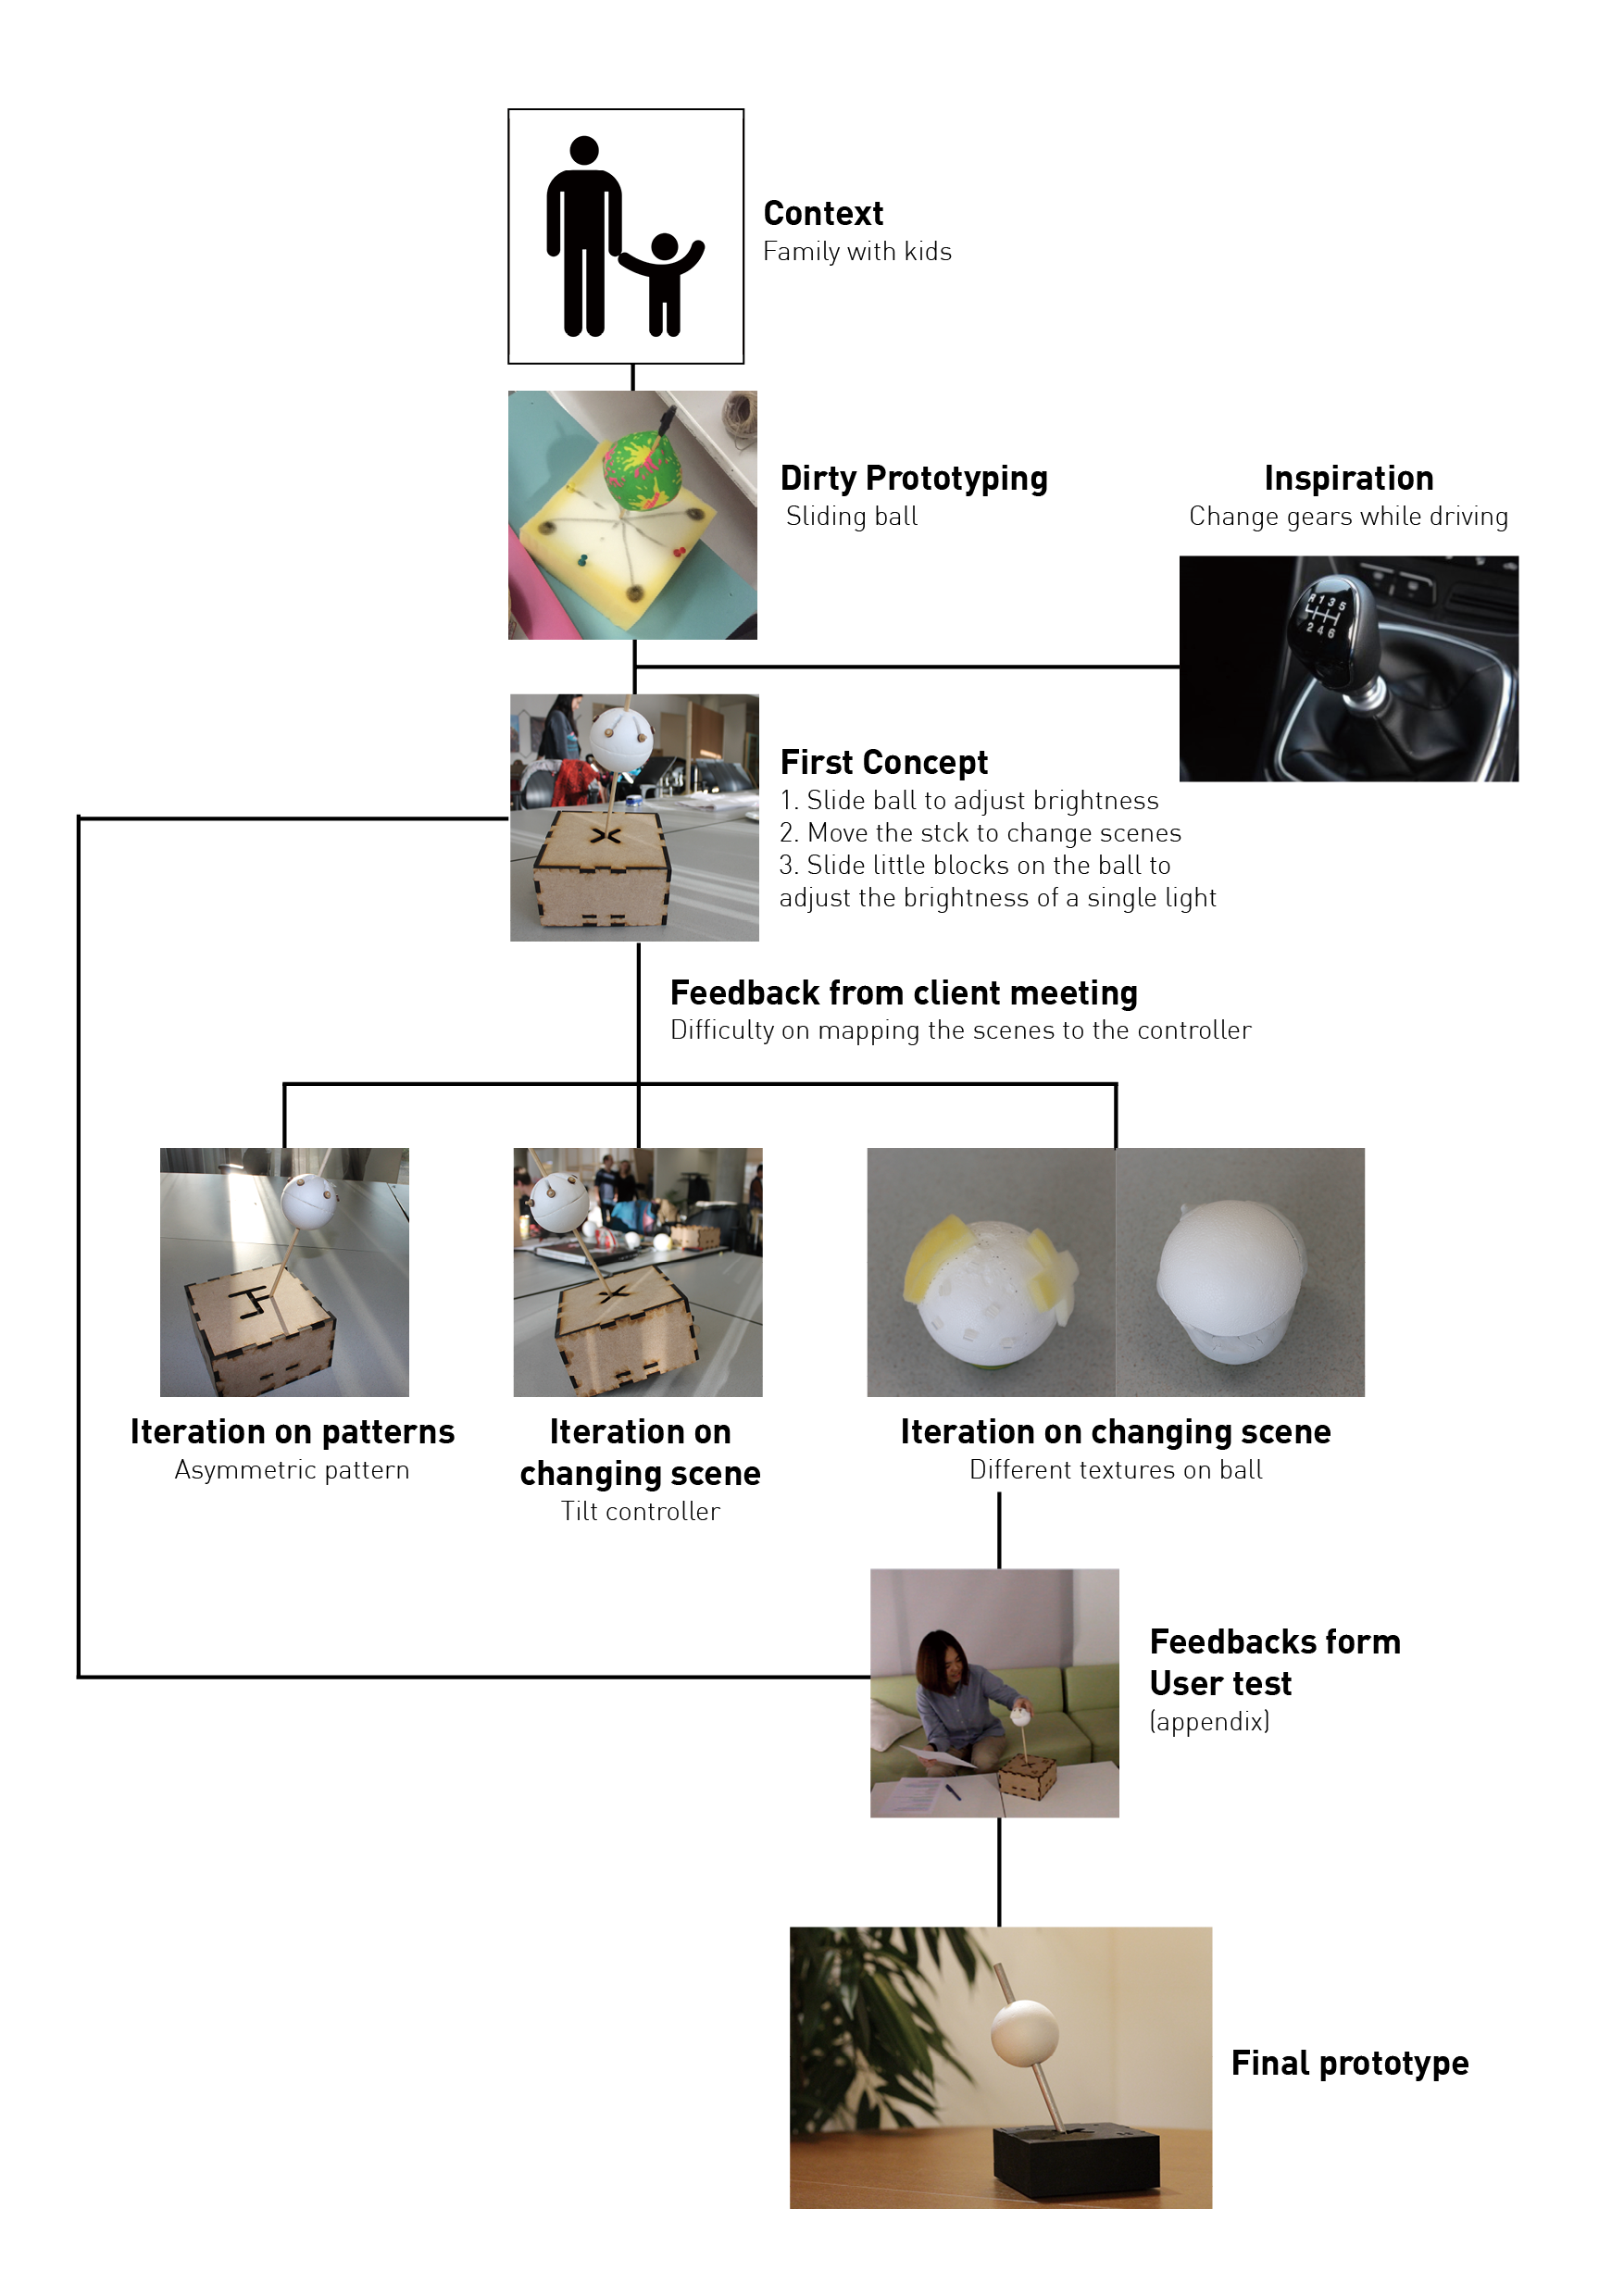 Context
Family with kids
Dirty Prototyping
Sliding ball
Inspiration
Change gears while driving
R 1 3 5
2 4 6
First Concept
1. Slide ball to adjust brightness
2. Move the stck to change scenes
3. Slide little blocks on the ball to
adjust the brightness of a single light
Feedback from client meeting
Difficulty on mapping the scenes to the controller
Iteration on patterns
Asymmetric pattern
Iteration on
changing scene
Tilt controller
Iteration on changing scene
Different textures on ball
Feedbacks form
User test
(appendix)
Final prototype